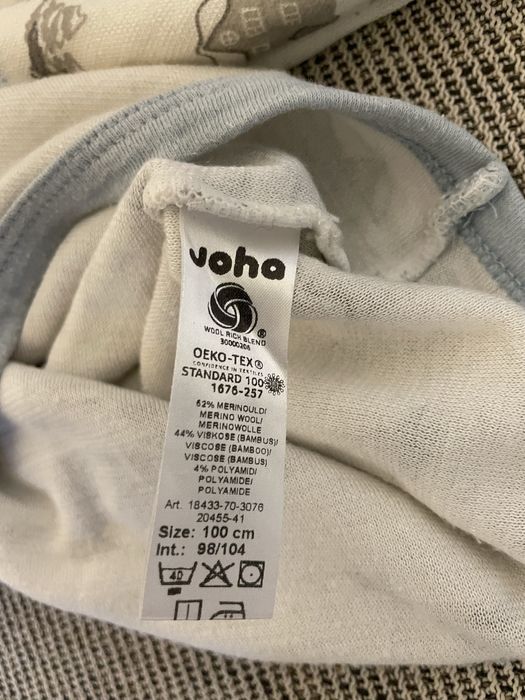 Joha
WOOL RICH BLEND
30000206
OEKO-TEX®
CONFIDENCE IN TEXTILES
STANDARD 100
1676-257
52% MERINOULD/
MERINO WOOL/
MERINOWOLLE
44% VISKOSE (BAMBUS)/
VISCOSE (BAMBOO)/
VISCOSE (BAMBUS)
4% POLYAMID/
POLYAMIDE/
POLYAMIDE
Art. 18433-70-3076
20455-41
Size: 100 cm
Int.: 98/104
40